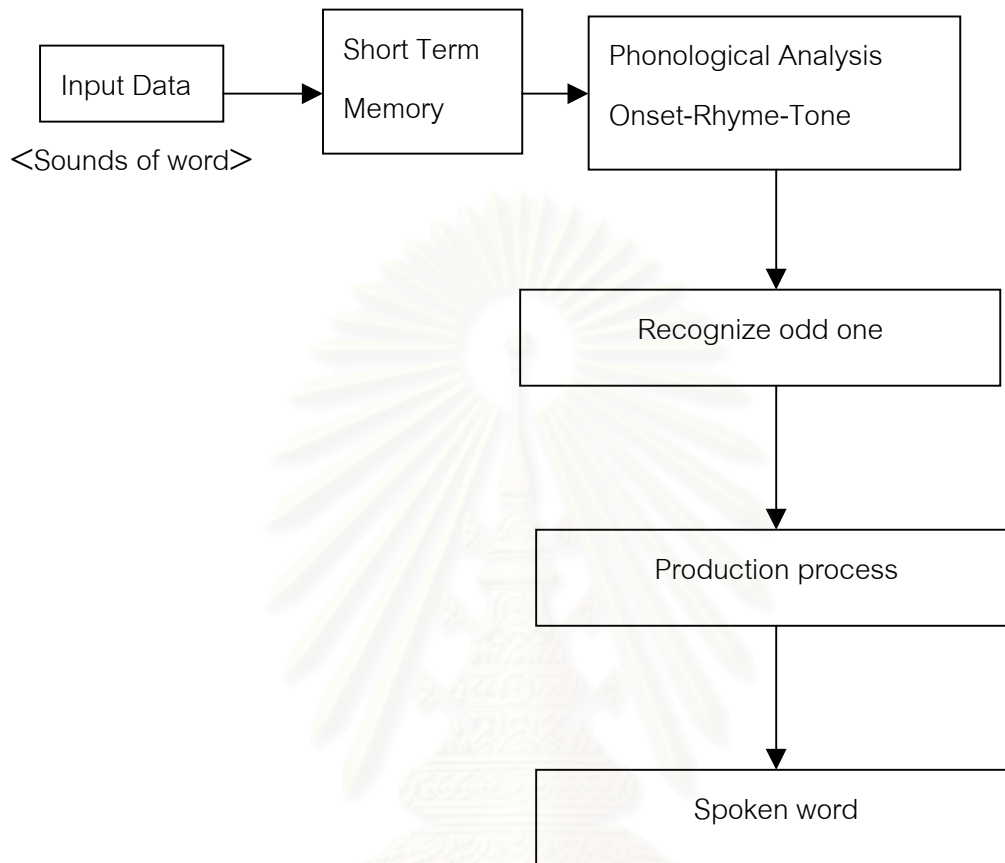 Input Data
<Sounds of word>
Short Term
Memory
Phonological Analysis
Onset-Rhyme-Tone
Recognize odd one
Production process
Spoken word